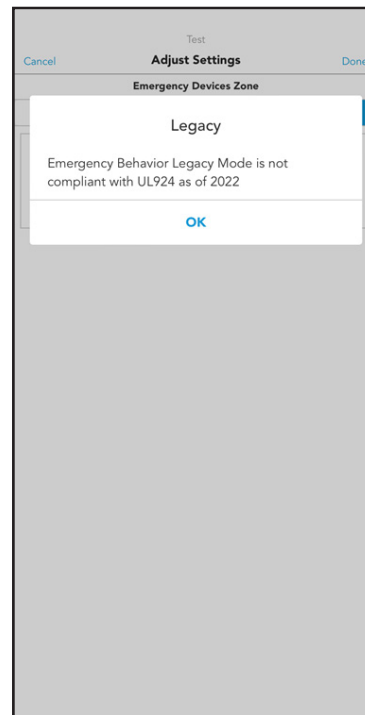 Test
Cancel Adjust Settings Done
Emergency Devices Zone
Legacy
Emergency Behavior Legacy Mode is not
compliant with UL924 as of 2022
OK